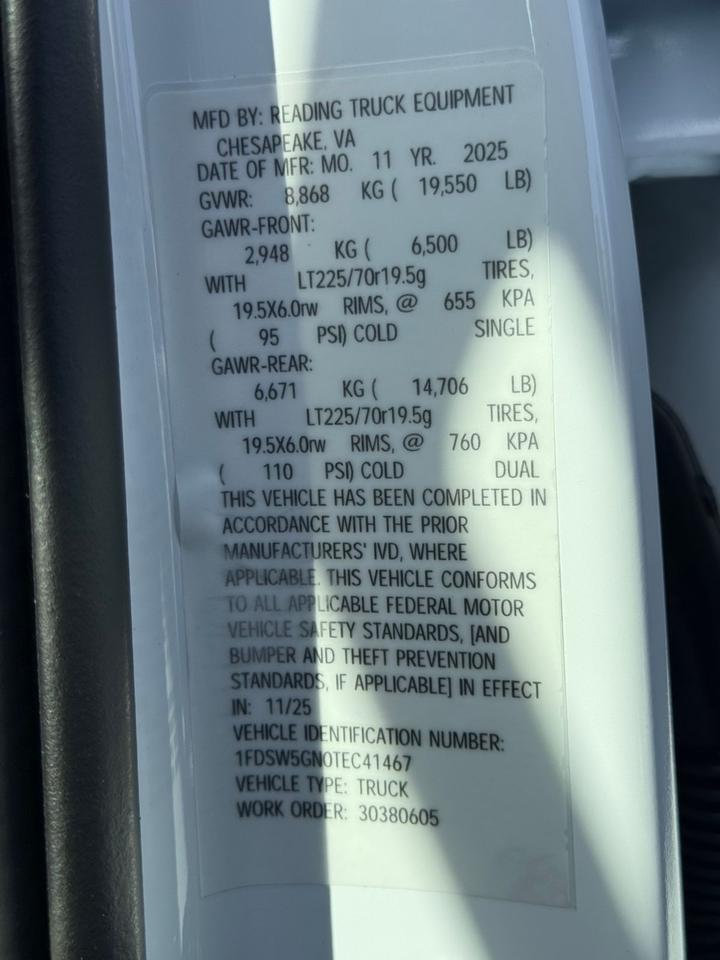 MFD BY: READING TRUCK EQUIPMENT
CHESAPEAKE, VA
DATE OF MFR: MO. 11 YR. 2025
GVWR: 8,868 KG ( 19,550 LB)
GAWR-FRONT:
2,948 KG ( 6,500 LB)
WITH LT225/70r19.5g TIRES,
19.5X6.0rw RIMS, @ 655 KPA
( 95 PSI) COLD SINGLE
GAWR-REAR:
6,671 KG ( 14,706 LB)
WITH LT225/70r19.5g TIRES,
19.5X6.0rw RIMS, @ 760 KPA
( 110 PSI) COLD DUAL
THIS VEHICLE HAS BEEN COMPLETED IN
ACCORDANCE WITH THE PRIOR
MANUFACTURERS' IVD, WHERE
APPLICABLE. THIS VEHICLE CONFORMS
TO ALL APPLICABLE FEDERAL MOTOR
VEHICLE SAFETY STANDARDS, [AND
BUMPER AND THEFT PREVENTION
STANDARDS, IF APPLICABLE] IN EFFECT
IN: 11/25
VEHICLE IDENTIFICATION NUMBER:
1FDSW5GN0TEC41467
VEHICLE TYPE: TRUCK
WORK ORDER: 30380605